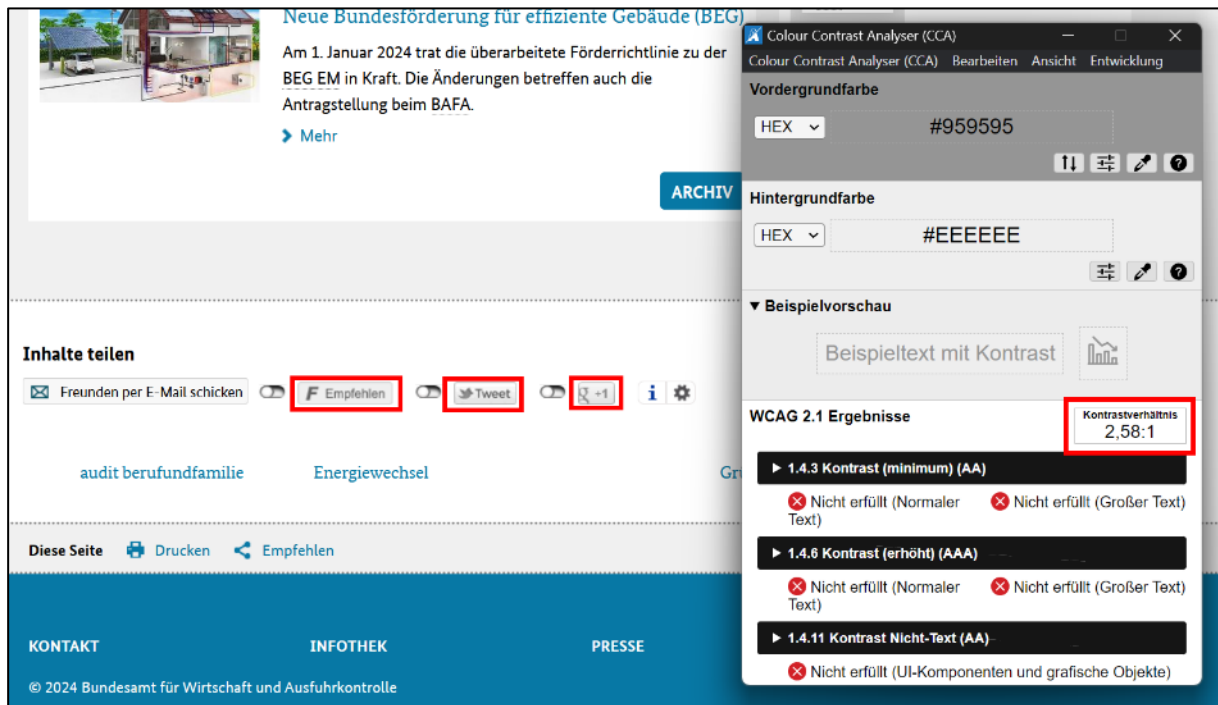 Neue Bundesförderung für effiziente Gebäude (BEG)
Am 1. Januar 2024 trat die überarbeitete Förderrichtlinie zu der
BEG EM in Kraft. Die Änderungen betreffen auch die
Antragstellung beim BAFA.
Mehr
ARCHIV
Inhalte teilen
Freunden per E-Mail schicken
F Empfehlen
Tweet
g +1
i
audit berufundfamilie
Energiewechsel
Diese Seite
Drucken
Empfehlen
KONTAKT
INFOTHEK
PRESSE
© 2024 Bundesamt für Wirtschaft und Ausfuhrkontrolle
Colour Contrast Analyser (CCA)
Colour Contrast Analyser (CCA) Bearbeiten Ansicht Entwicklung
Vordergrundfarbe
HEX
#959595
Hintergrundfarbe
HEX
#EEEEEE
Beispielvorschau
Beispieltext mit Kontrast
WCAG 2.1 Ergebnisse
Kontrastverhältnis
2,58:1
1.4.3 Kontrast (minimum) (AA)
Nicht erfüllt (Normaler
Text)
Nicht erfüllt (Großer Text)
1.4.6 Kontrast (erhöht) (AAA)
Nicht erfüllt (Normaler
Text)
Nicht erfüllt (Großer Text)
1.4.11 Kontrast Nicht-Text (AA)
Nicht erfüllt (UI-Komponenten und grafische Objekte)